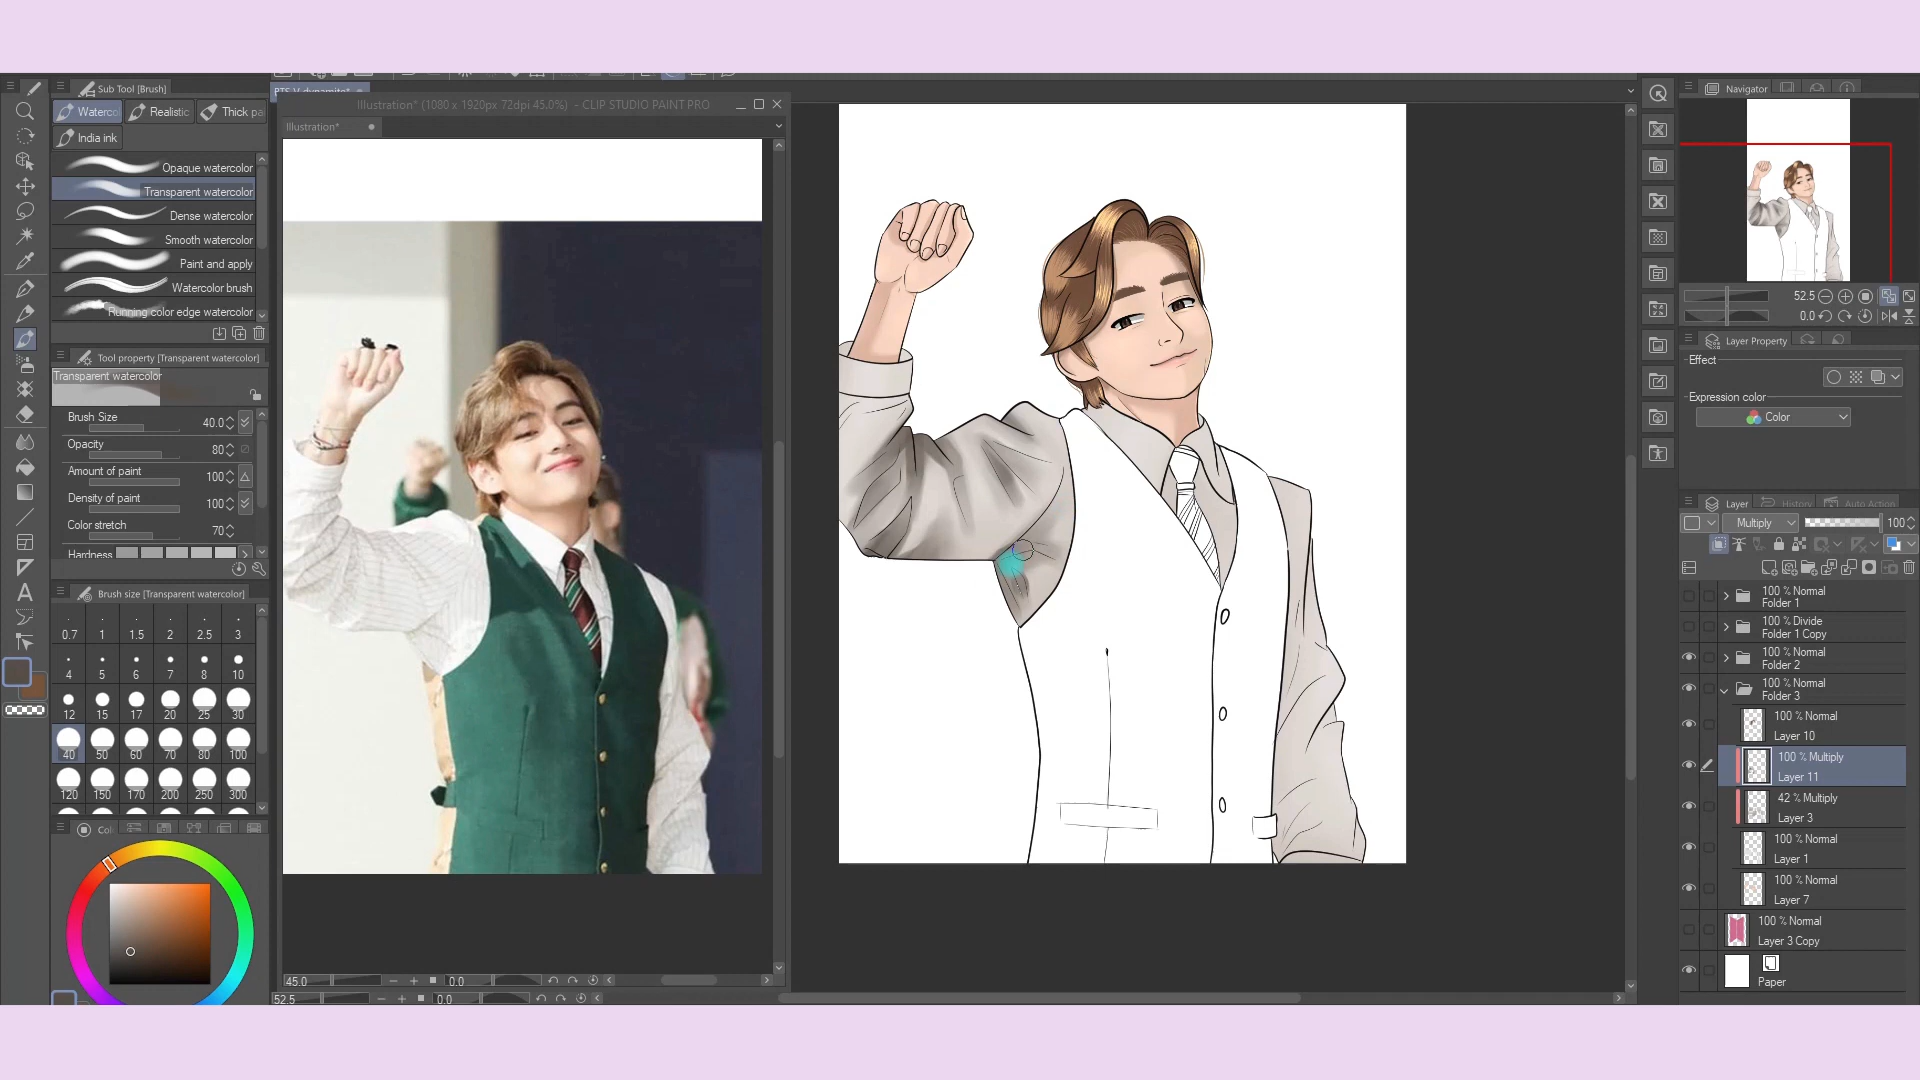 Sub Tool [Brush]
Realistic
Thick pa
India ink
Opaque watercolor
Transparent watercolor
Dense watercolor
Smooth watercolor
Paint and apply
Watercolor brush
Running color edge watercolor
Tool property [Transparent watercolor]
Transparent watercolor
Brush Size
40.0
Opacity
80
Amount of paint
100
Density of paint
100
Color stretch
70
Hardness
Brush size [Transparent watercolor]
0.7 1 1.5 2 2.5 3
4 5 6 7 8 10
12 15 17 20 25 30
40 50 60 70 80 100
120 150 170 200 250 300
BTS V dynamite*
Illustration* (1080 x 1920px 72dpi 45.0%) - CLIP STUDIO PAINT PRO
Illustration*
45.0 0.0
52.5 0.0
Navigator
52.5
0.0
Layer Property
Effect
Expression color
Color
Layer History Auto Action
Multiply 100
100 % Normal
Folder 1
100 % Divide
Folder 1 Copy
100 % Normal
Folder 2
100 % Normal
Folder 3
100 % Normal
Layer 10
100 % Multiply
Layer 11
42 % Multiply
Layer 3
100 % Normal
Layer 1
100 % Normal
Layer 7
100 % Normal
Layer 3 Copy
Paper